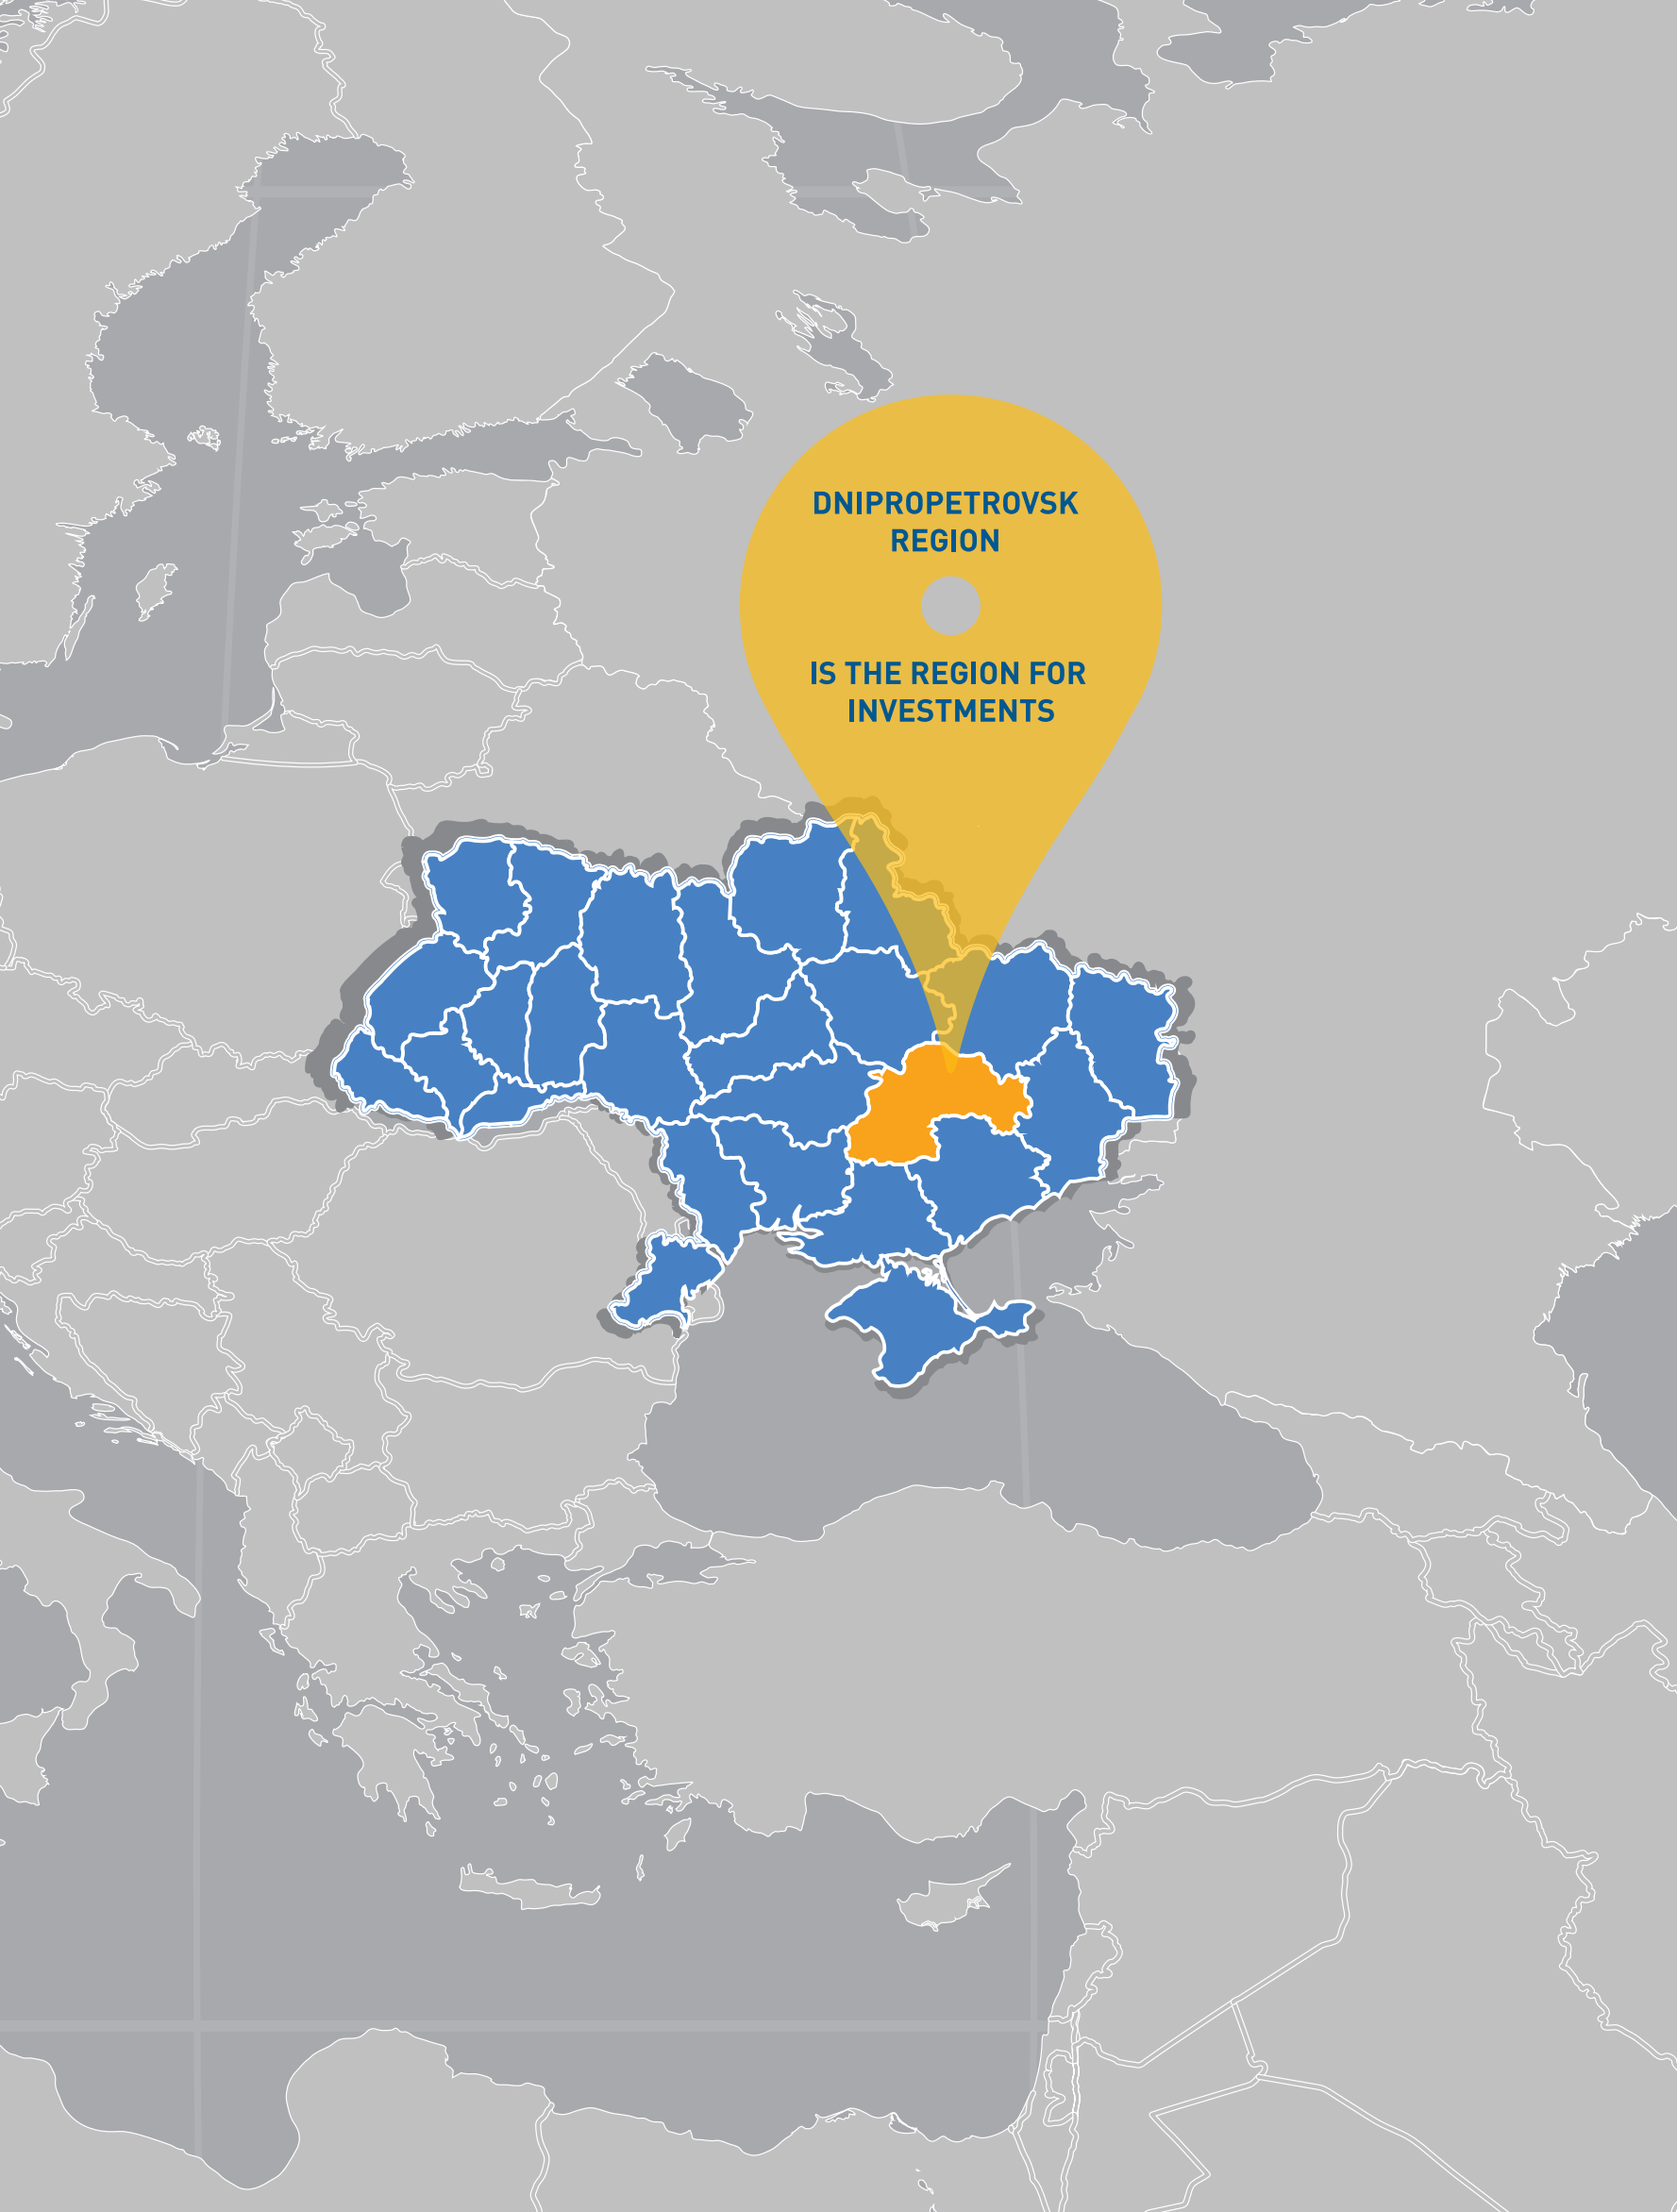 DNIPROPETROVSK
REGION
IS THE REGION FOR
INVESTMENTS